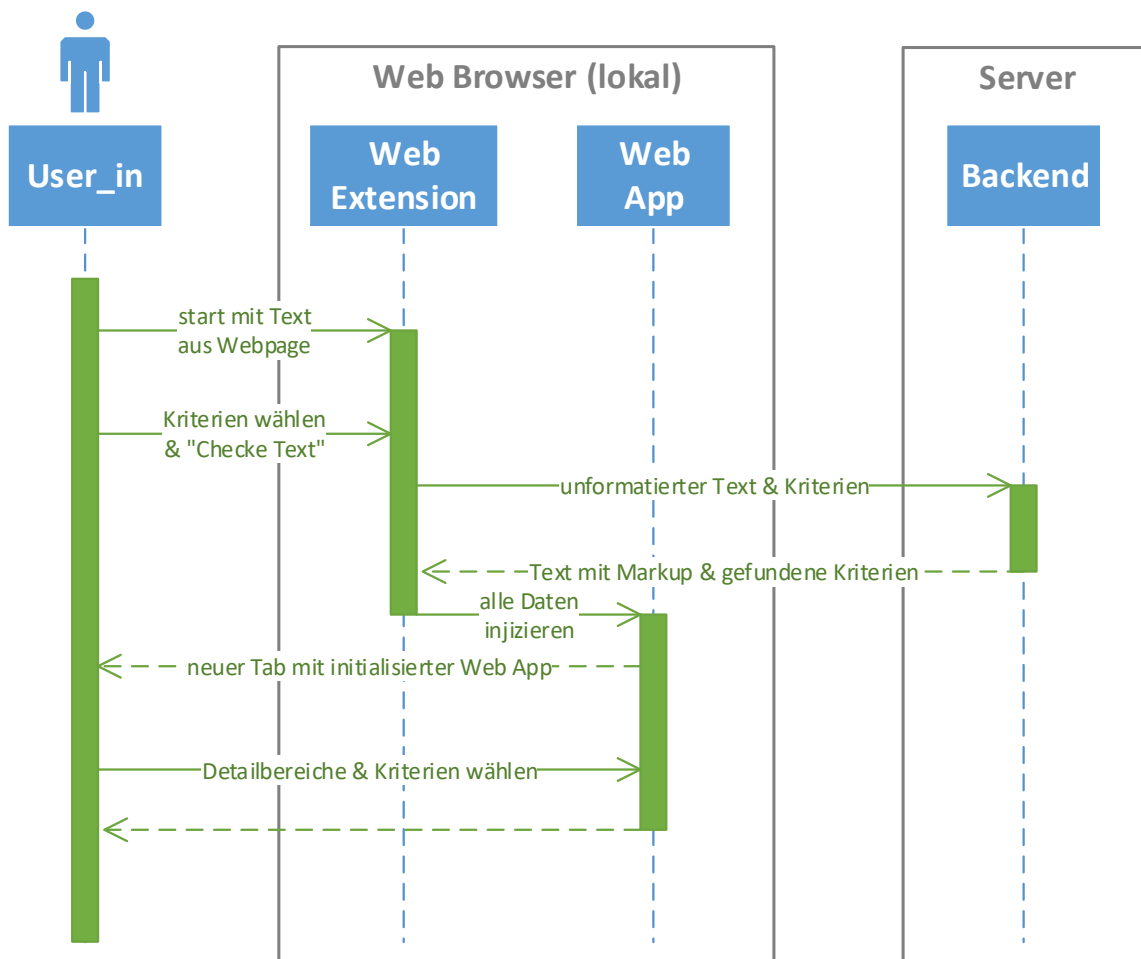 Web Browser (lokal)
Server
User_in
Web
Extension
Web
App
Backend
start mit Text
aus Webpage
Kriterien wählen
& "Checke Text"
unformatierter Text & Kriterien
Text mit Markup & gefundene Kriterien
alle Daten
injizieren
neuer Tab mit initialisierter Web App
Detailbereiche & Kriterien wählen